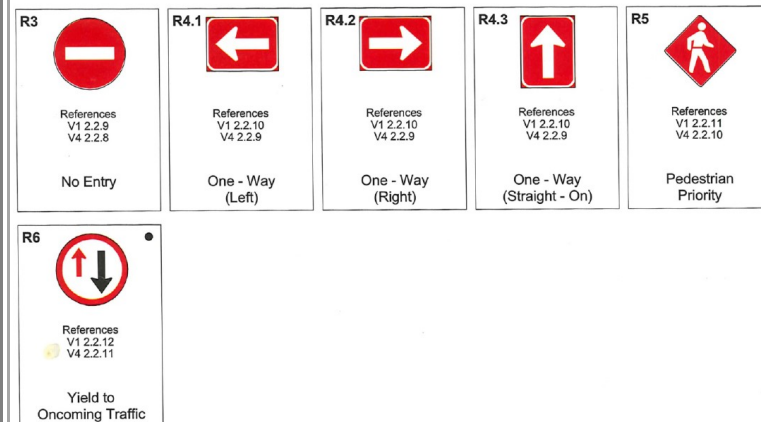 R3
References
V1 2.2.9
V4 2.2.8
No Entry
R4.1
References
V1 2.2.10
V4 2.2.9
One - Way
(Left)
R4.2
References
V1 2.2.10
V4 2.2.9
One - Way
(Right)
R4.3
References
V1 2.2.10
V4 2.2.9
One - Way
(Straight - On)
R5
References
V1 2.2.11
V4 2.2.10
Pedestrian
Priority
R6
References
V1 2.2.12
V4 2.2.11
Yield to
Oncoming Traffic